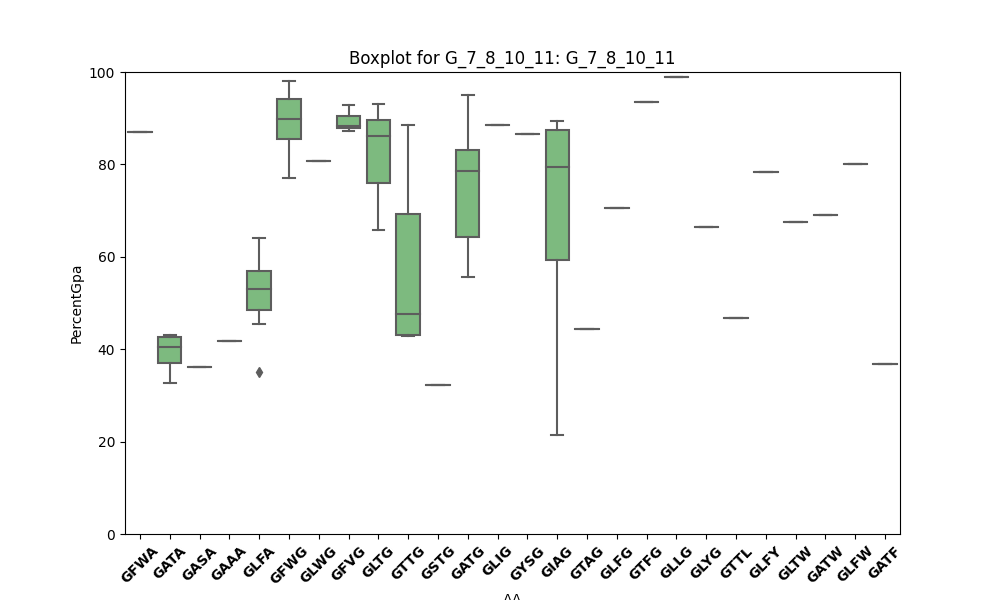 Boxplot for G_7_8_10_11: G_7_8_10_11
100
80
60
40
20
0
PercentGpa
GFWA GATA GASA GAAA GLFA GFWG GLWG GFVG GLTG GTTG GSTG GATG GLIG GYSG GIAG GTAG GLFG GTFG GLLG GLYG GTTL GLFY GLTW GATW GLFW GATF
AA